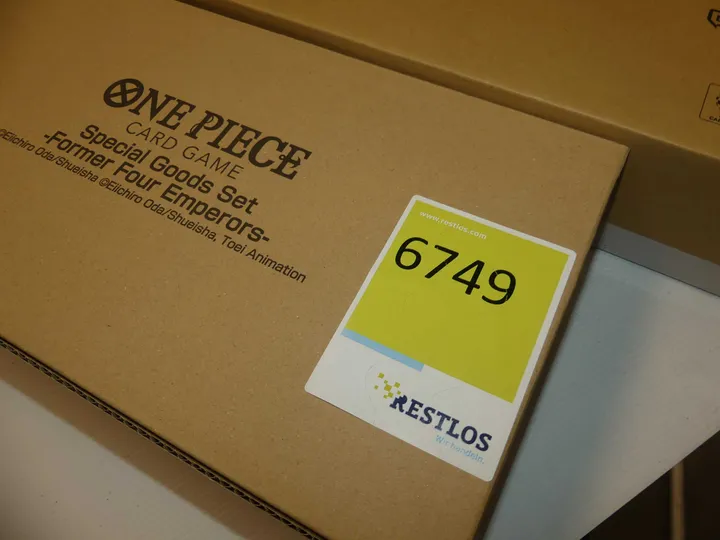 ONE PIECE
CARD GAME
Special Goods Set
-Former Four Emperors-
©Eiichiro Oda/Shueisha ©Eiichiro Oda/Shueisha, Toei Animation
www.restlos.com
6749
RESTLOS
Wir handeln.